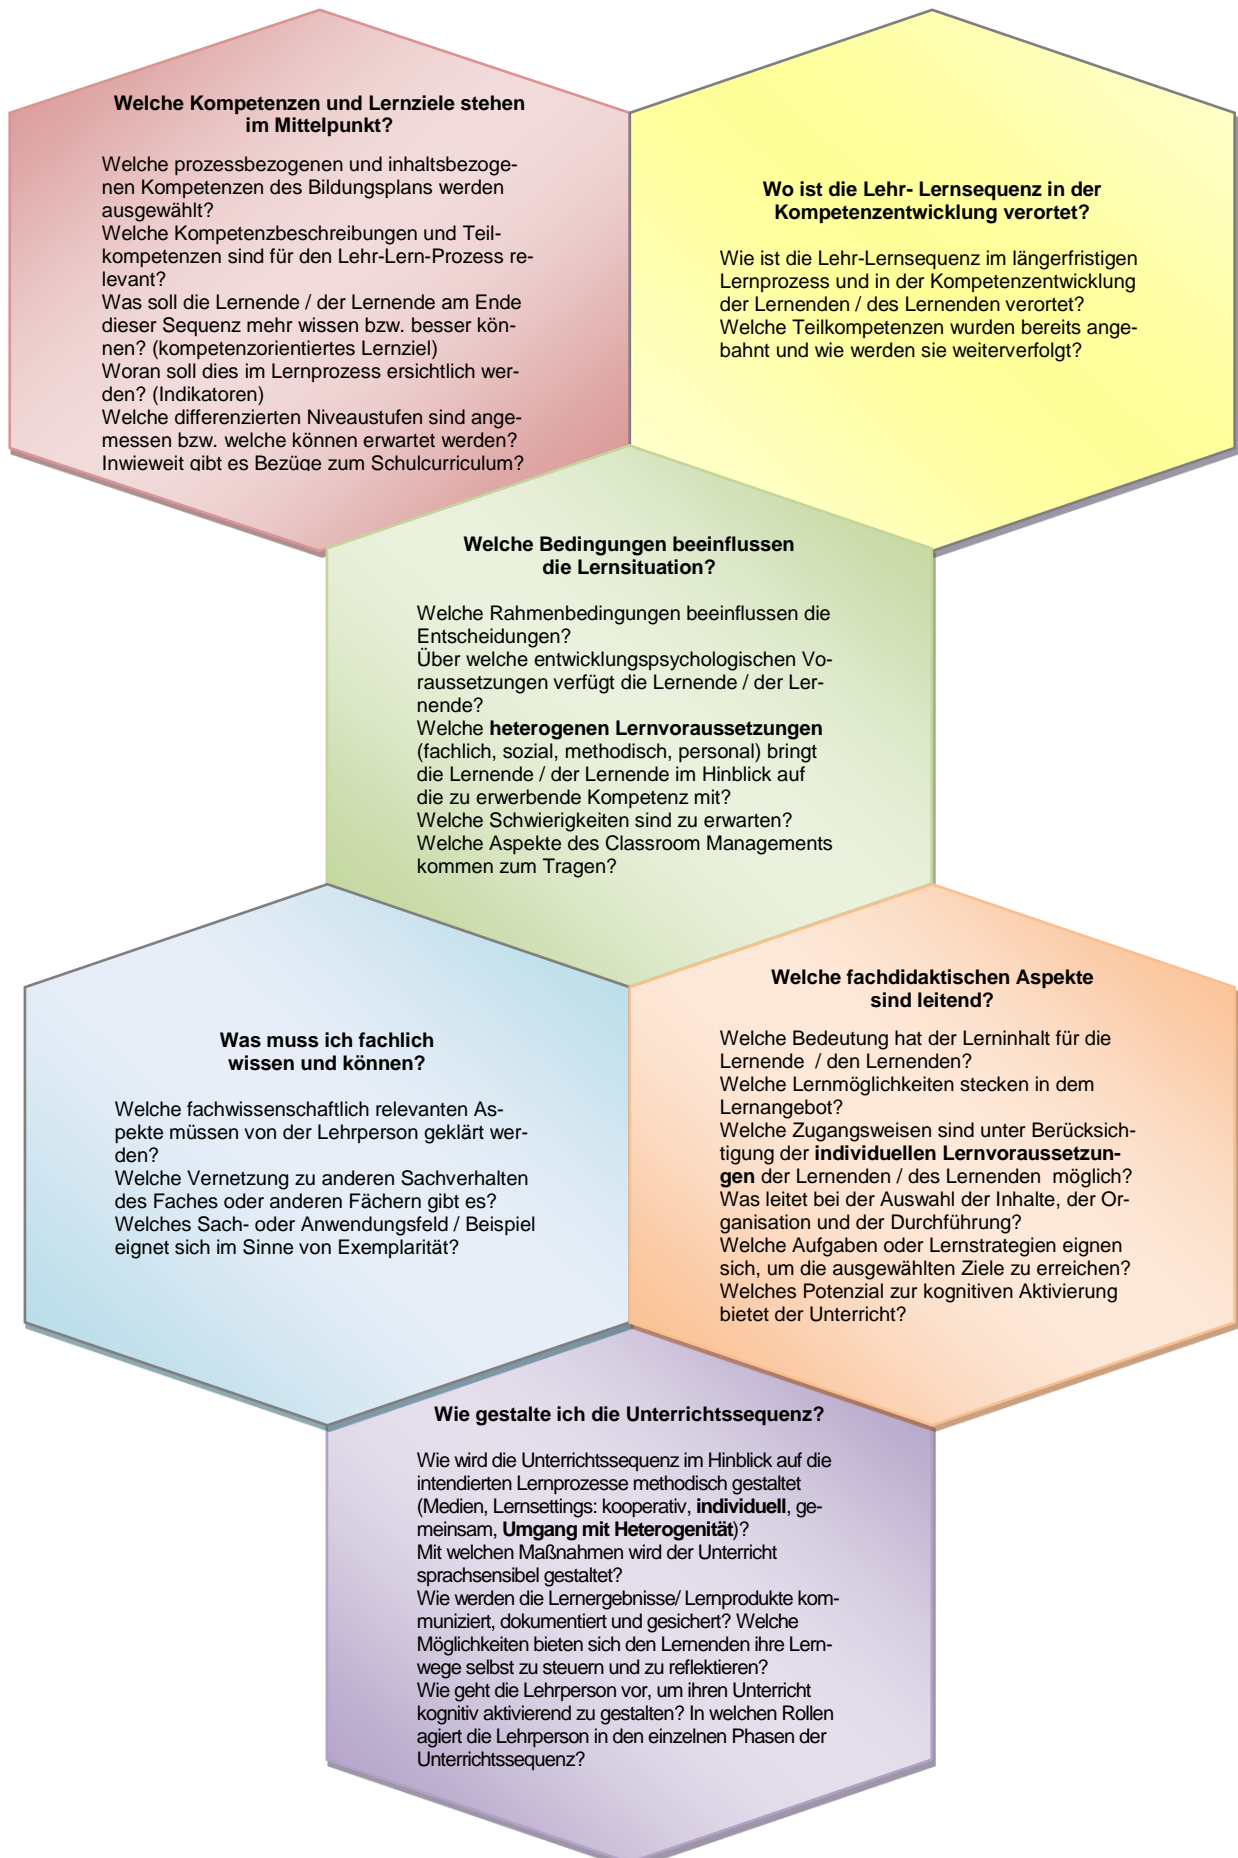 Welche Kompetenzen und Lernziele stehen
im Mittelpunkt?
Welche prozessbezogenen und inhaltsbezoge-
nen Kompetenzen des Bildungsplans werden
ausgewählt?
Welche Kompetenzbeschreibungen und Teil-
kompetenzen sind für den Lehr-Lern-Prozess re-
levant?
Was soll die Lernende / der Lernende am Ende
dieser Sequenz mehr wissen bzw. besser kön-
nen? (kompetenzorientiertes Lernziel)
Woran soll dies im Lernprozess ersichtlich wer-
den? (Indikatoren)
Welche differenzierten Niveaustufen sind ange-
messen bzw. welche können erwartet werden?
Inwieweit gibt es Bezüge zum Schulcurriculum?
Wo ist die Lehr- Lernsequenz in der
Kompetenzentwicklung verortet?
Wie ist die Lehr-Lernsequenz im längerfristigen
Lernprozess und in der Kompetenzentwicklung
der Lernenden / des Lernenden verortet?
Welche Teilkompetenzen wurden bereits ange-
bahnt und wie werden sie weiterverfolgt?
Welche Bedingungen beeinflussen
die Lernsituation?
Welche Rahmenbedingungen beeinflussen die
Entscheidungen?
Über welche entwicklungspsychologischen Vo-
raussetzungen verfügt die Lernende / der Ler-
nende?
Welche heterogenen Lernvoraussetzungen
(fachlich, sozial, methodisch, personal) bringt
die Lernende / der Lernende im Hinblick auf
die zu erwerbende Kompetenz mit?
Welche Schwierigkeiten sind zu erwarten?
Welche Aspekte des Classroom Managements
kommen zum Tragen?
Was muss ich fachlich
wissen und können?
Welche fachwissenschaftlich relevanten As-
pekte müssen von der Lehrperson geklärt wer-
den?
Welche Vernetzung zu anderen Sachverhalten
des Faches oder anderen Fächern gibt es?
Welches Sach- oder Anwendungsfeld / Beispiel
eignet sich im Sinne von Exemplarität?
Welche fachdidaktischen Aspekte
sind leitend?
Welche Bedeutung hat der Lerninhalt für die
Lernende / den Lernenden?
Welche Lernmöglichkeiten stecken in dem
Lernangebot?
Welche Zugangsweisen sind unter Berücksich-
tigung der individuellen Lernvoraussetzun-
gen der Lernenden / des Lernenden möglich?
Was leitet bei der Auswahl der Inhalte, der Or-
ganisation und der Durchführung?
Welche Aufgaben oder Lernstrategien eignen
sich, um die ausgewählten Ziele zu erreichen?
Welches Potenzial zur kognitiven Aktivierung
bietet der Unterricht?
Wie gestalte ich die Unterrichtssequenz?
Wie wird die Unterrichtssequenz im Hinblick auf die
intendierten Lernprozesse methodisch gestaltet
(Medien, Lernsettings: kooperativ, individuell, ge-
meinsam, Umgang mit Heterogenität)?
Mit welchen Maßnahmen wird der Unterricht
sprachsensibel gestaltet?
Wie werden die Lernergebnisse/ Lernprodukte kom-
muniziert, dokumentiert und gesichert? Welche
Möglichkeiten bieten sich den Lernenden ihre Lern-
wege selbst zu steuern und zu reflektieren?
Wie geht die Lehrperson vor, um ihren Unterricht
kognitiv aktivierend zu gestalten? In welchen Rollen
agiert die Lehrperson in den einzelnen Phasen der
Unterrichtssequenz?